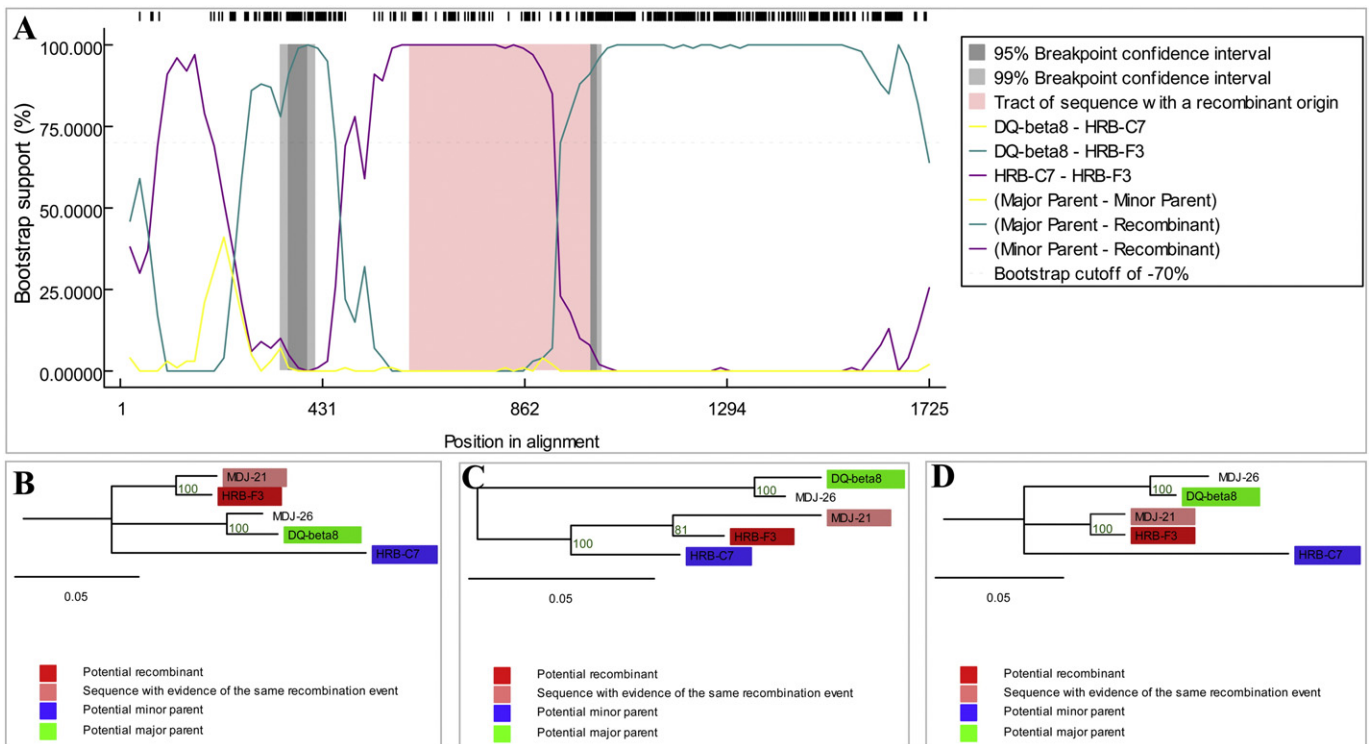 A
100.000
75.0000
50.0000
25.0000
0.00000
Bootstrap support (%)
1
431
862
1294
1725
Position in alignment
95% Breakpoint confidence interval
99% Breakpoint confidence interval
Tract of sequence with a recombinant origin
DQ-beta8 - HRB-C7
DQ-beta8 - HRB-F3
HRB-C7 - HRB-F3
(Major Parent - Minor Parent)
(Major Parent - Recombinant)
(Minor Parent - Recombinant)
Bootstrap cutoff of -70%
B
MDJ-21
100
HRB-F3
MDJ-26
100
DQ-beta8
HRB-C7
0.05
Potential recombinant
Sequence with evidence of the same recombination event
Potential minor parent
Potential major parent
C
DQ-beta8
100
MDJ-26
MDJ-21
81
HRB-F3
100
HRB-C7
0.05
Potential recombinant
Sequence with evidence of the same recombination event
Potential minor parent
Potential major parent
D
MDJ-26
100
DQ-beta8
MDJ-21
100
HRB-F3
HRB-C7
0.05
Potential recombinant
Sequence with evidence of the same recombination event
Potential minor parent
Potential major parent